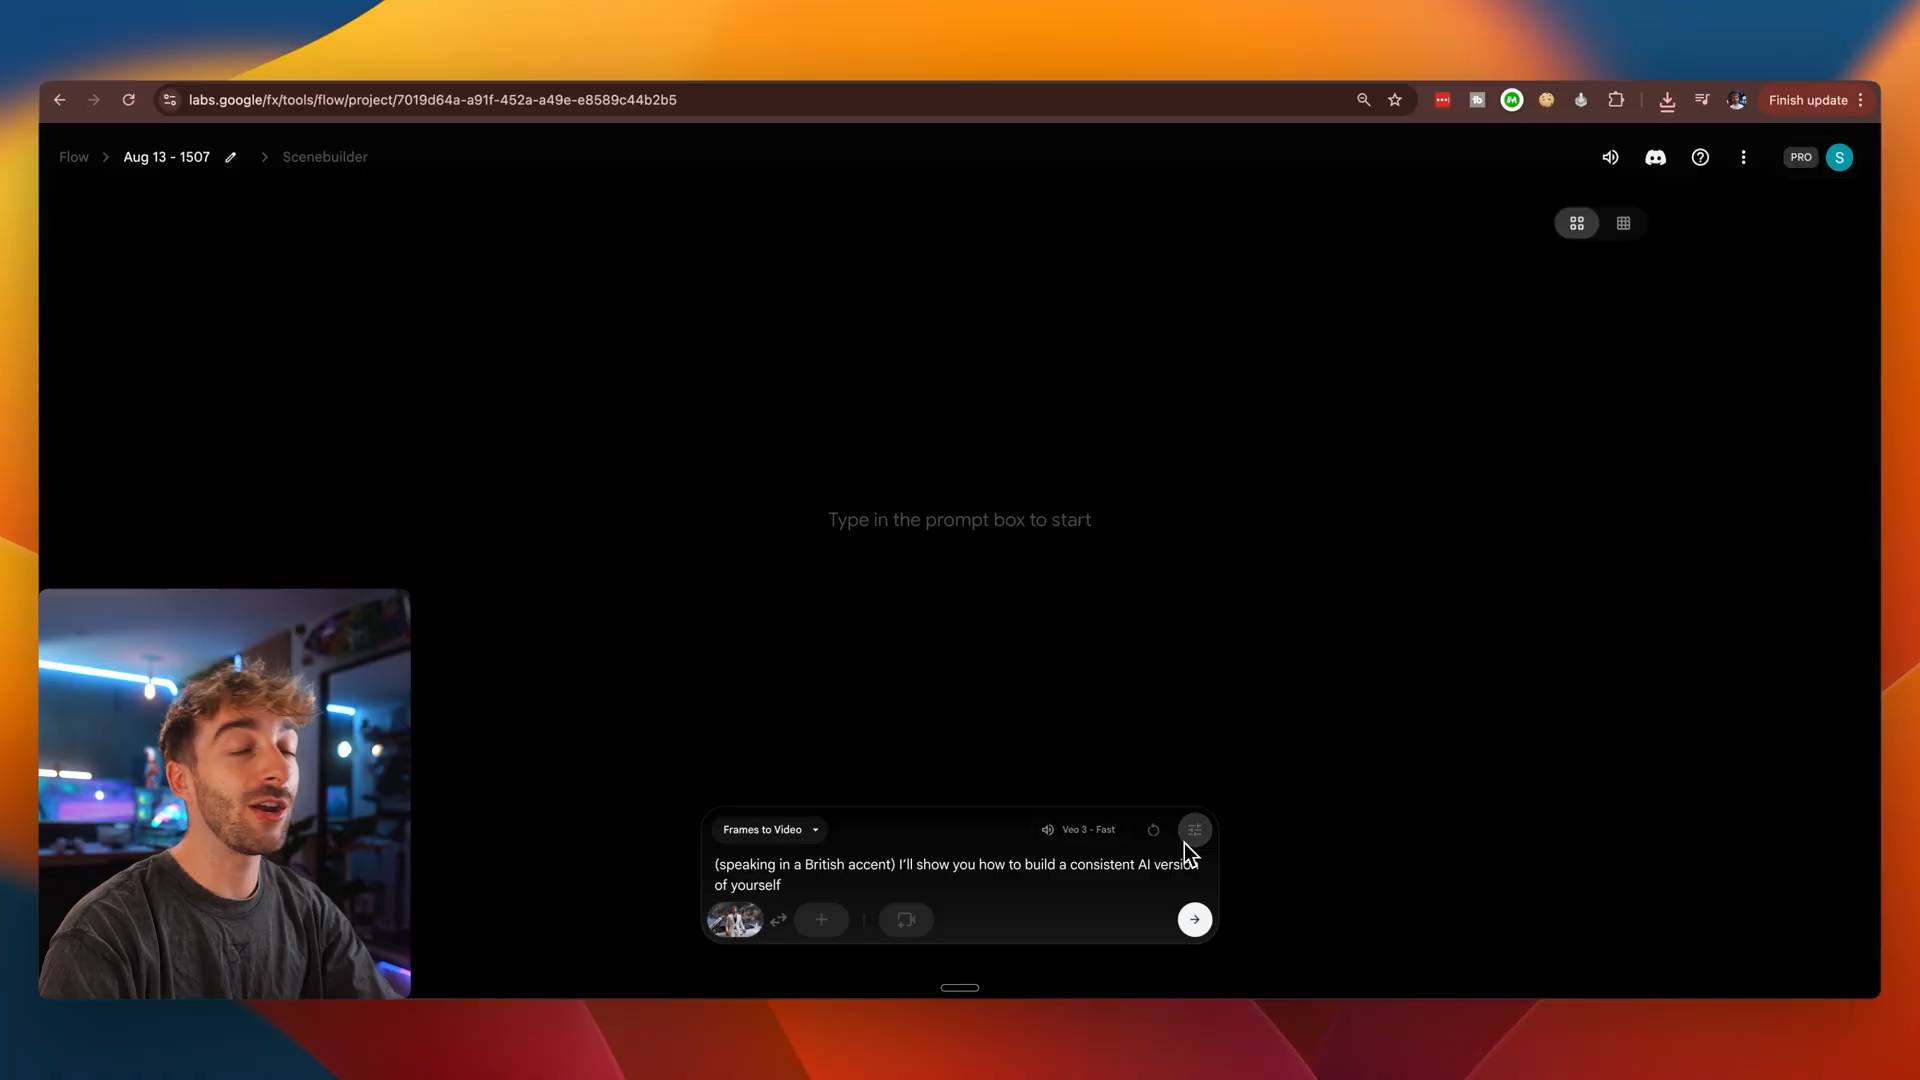 labs.google/fx/tools/flow/project/7019d64a-a91f-452a-a49e-e8589c44b2b5
Finish update
Flow
Aug 13 - 1507
Scenebuilder
PRO
S
Type in the prompt box to start
Frames to Video
Veo 3 - Fast
(speaking in a British accent) I'll show you how to build a consistent AI version
of yourself